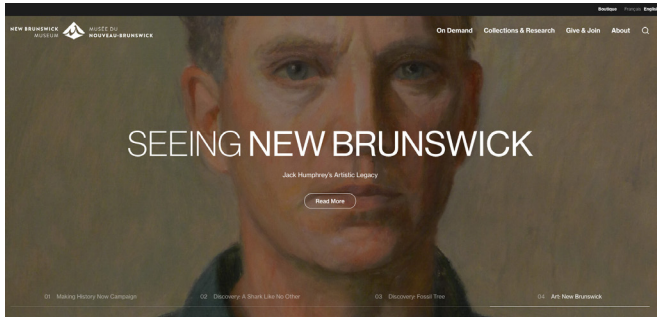 Boutique Français English
NEW BRUNSWICK MUSEUM
MUSÉE DU NOUVEAU-BRUNSWICK
On Demand Collections & Research Give & Join About
SEEING NEW BRUNSWICK
Jack Humphrey's Artistic Legacy
Read More
01 Making History Now Campaign 02 Discovery: A Shark Like No Other 03 Discovery: Fossil Tree 04 Art: New Brunswick